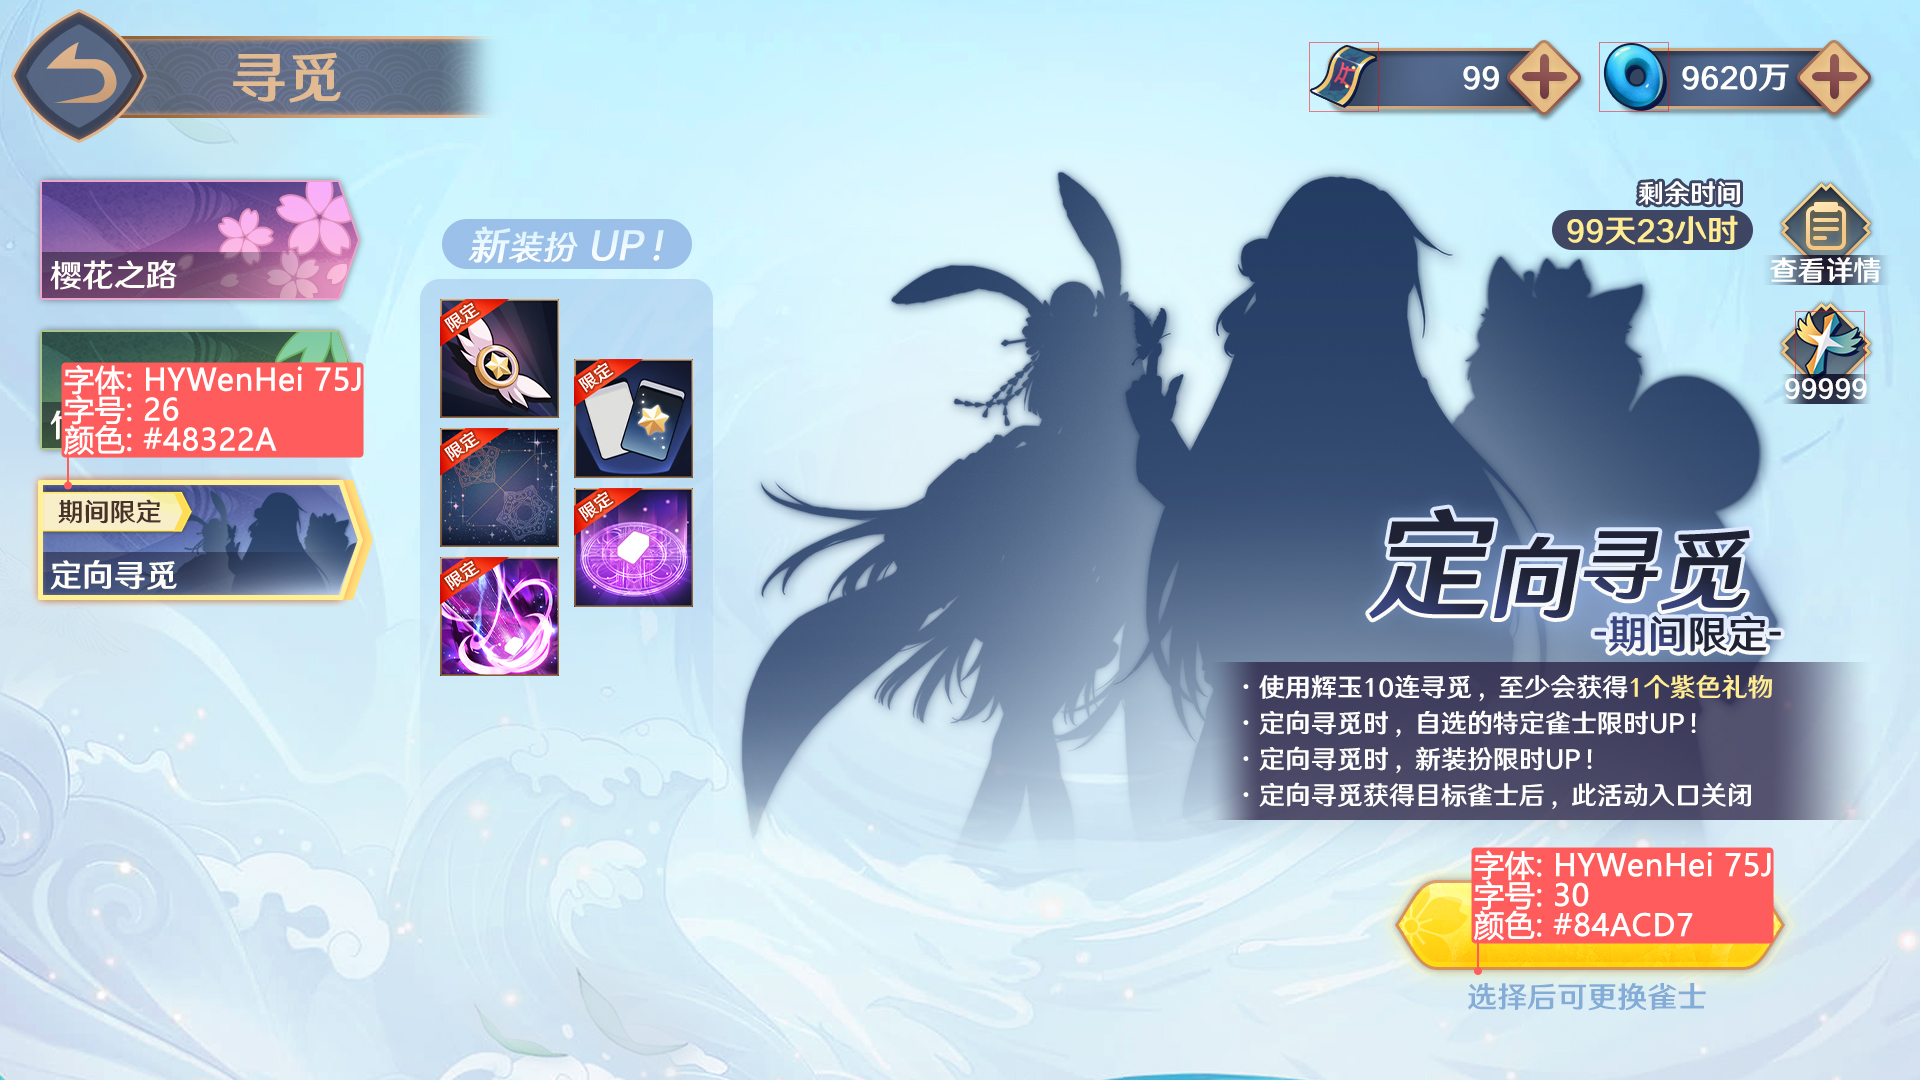 寻觅
99
9620万
剩余时间
99天23小时
查看详情
99999
樱花之路
字体: HYWenHei 75J
字号: 26
颜色: #48322A
期间限定
定向寻觅
新装扮 UP!
限定
限定
限定
限定
限定
定向寻觅
-期间限定-
· 使用辉玉10连寻觅，至少会获得1个紫色礼物
· 定向寻觅时，自选的特定雀士限时UP!
· 定向寻觅时，新装扮限时UP!
· 定向寻觅获得目标雀士后，此活动入口关闭
字体: HYWenHei 75J
字号: 30
颜色: #84ACD7
选择后可更换雀士